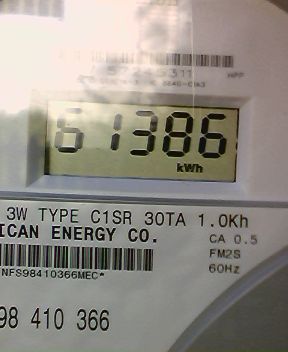 61386
kWh
3W TYPE C1SR 30TA 1.0Kh
ICAN ENERGY CO.
CA 0.5
FM2S
NFS98410366MEC*
60Hz
98 410 366